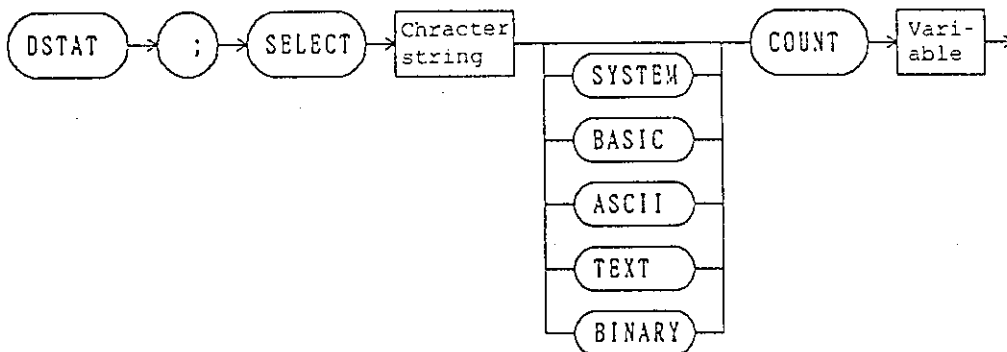 DSTAT ; SELECT Chracter string COUNT Vari-able
SYSTEM
BASIC
ASCII
TEXT
BINARY